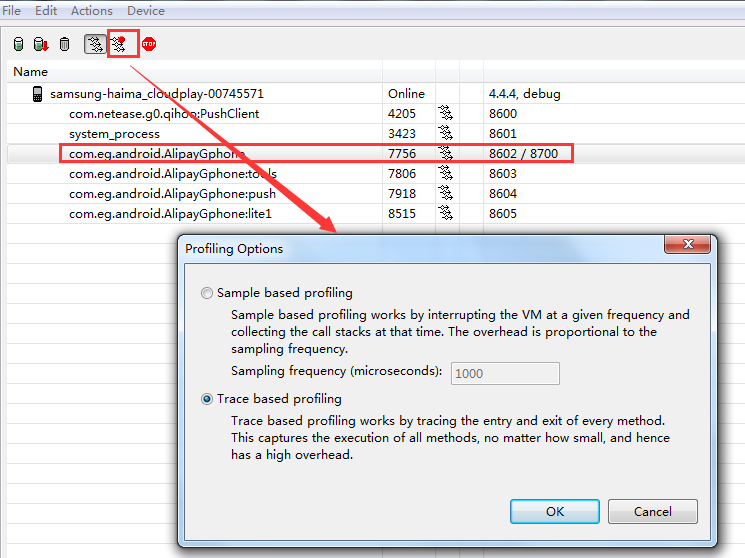 File Edit Actions Device
STOP
Name
samsung-haima_cloudplay-00745571 Online 4.4.4, debug
com.netease.g0.qihoo:PushClient 4205 8600
system_process 3423 8601
com.eg.android.AlipayGphone 7756 8602 / 8700
com.eg.android.AlipayGphone:tools 7806 8603
com.eg.android.AlipayGphone:push 7918 8604
com.eg.android.AlipayGphone:lite1 8515 8605
Profiling Options
Sample based profiling
Sample based profiling works by interrupting the VM at a given frequency and
collecting the call stacks at that time. The overhead is proportional to the
sampling frequency.
Sampling frequency (microseconds): 1000
Trace based profiling
Trace based profiling works by tracing the entry and exit of every method.
This captures the execution of all methods, no matter how small, and hence
has a high overhead.
OK Cancel